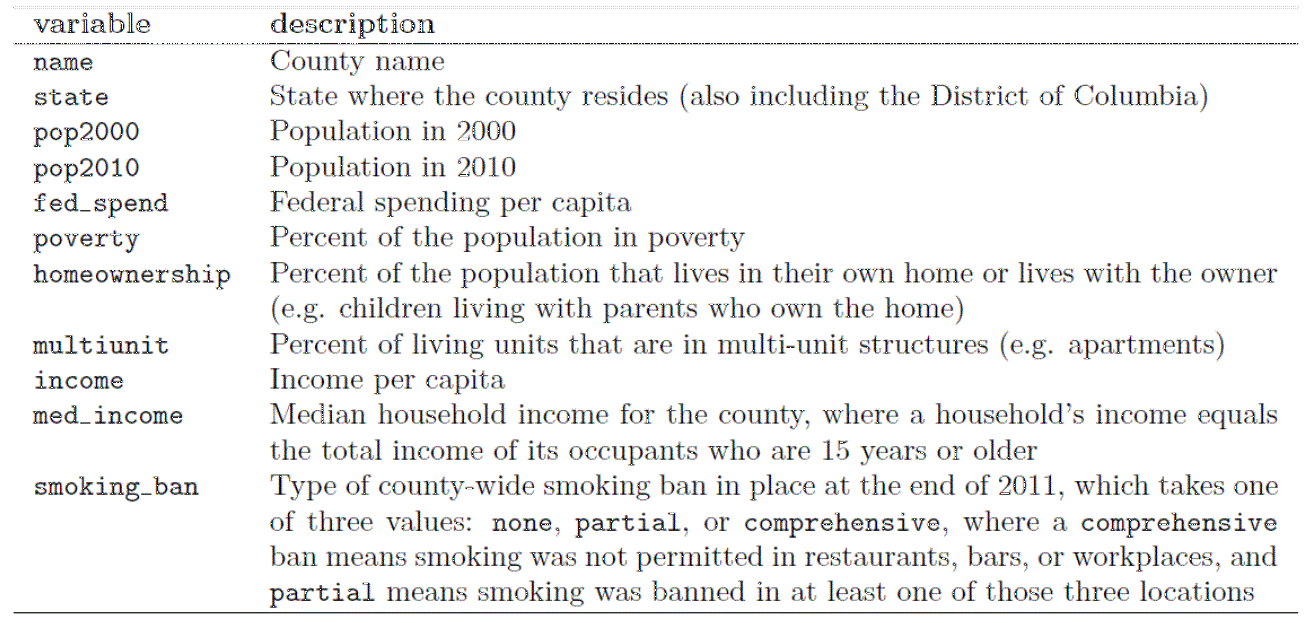 variable description
name County name
state State where the county resides (also including the District of Columbia)
pop2000 Population in 2000
pop2010 Population in 2010
fed_spend Federal spending per capita
poverty Percent of the population in poverty
homeownership Percent of the population that lives in their own home or lives with the owner
(e.g. children living with parents who own the home)
multiunit Percent of living units that are in multi-unit structures (e.g. apartments)
income Income per capita
med_income Median household income for the county, where a household's income equals
the total income of its occupants who are 15 years or older
smoking_ban Type of county-wide smoking ban in place at the end of 2011, which takes one
of three values: none, partial, or comprehensive, where a comprehensive
ban means smoking was not permitted in restaurants, bars, or workplaces, and
partial means smoking was banned in at least one of those three locations